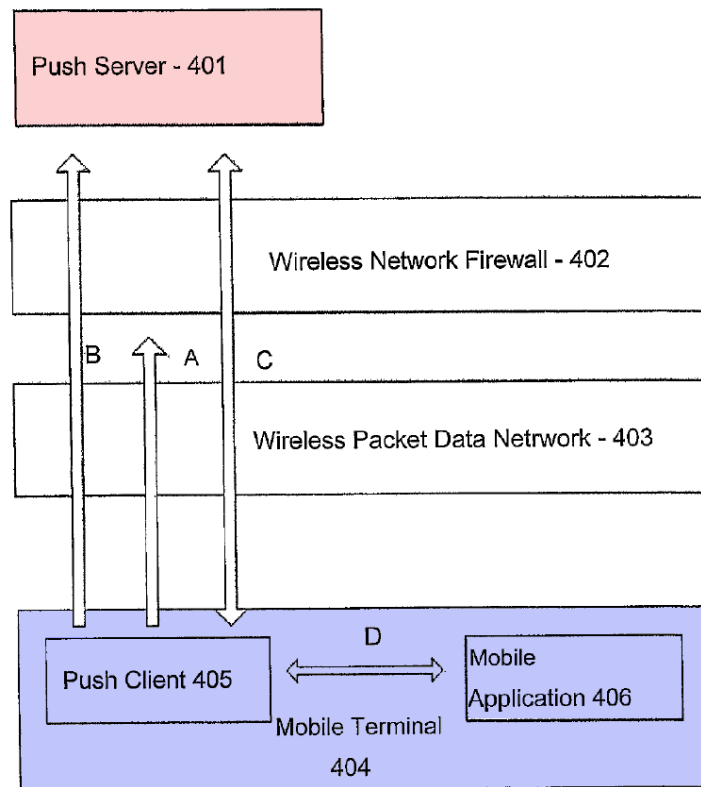 Push Server - 401
Wireless Network Firewall - 402
B
A
C
Wireless Packet Data Netrwork - 403
D
Push Client 405
Mobile
Application 406
Mobile Terminal
404